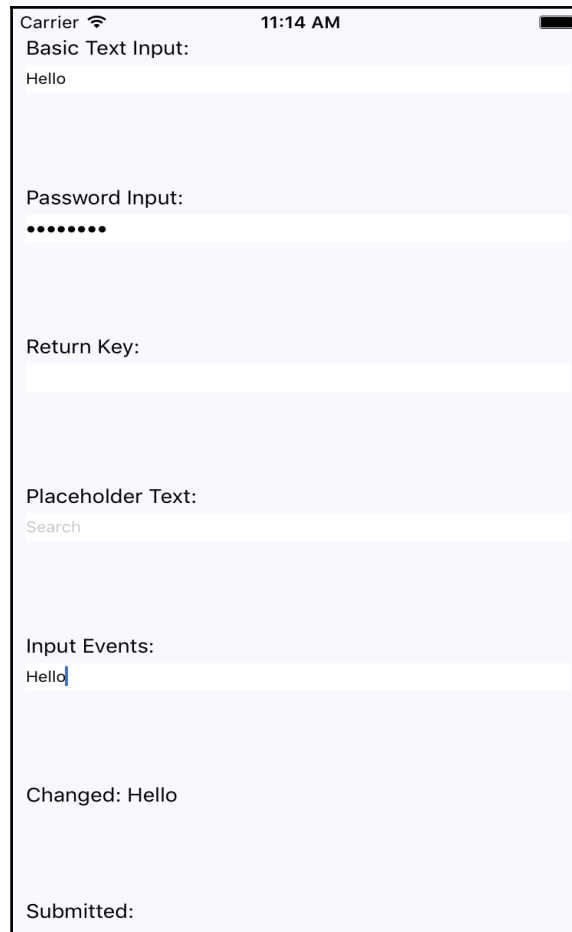 Carrier 11:14 AM
Basic Text Input:
Hello
Password Input:
••••••••
Return Key:
Placeholder Text:
Search
Input Events:
Hello
Changed: Hello
Submitted: